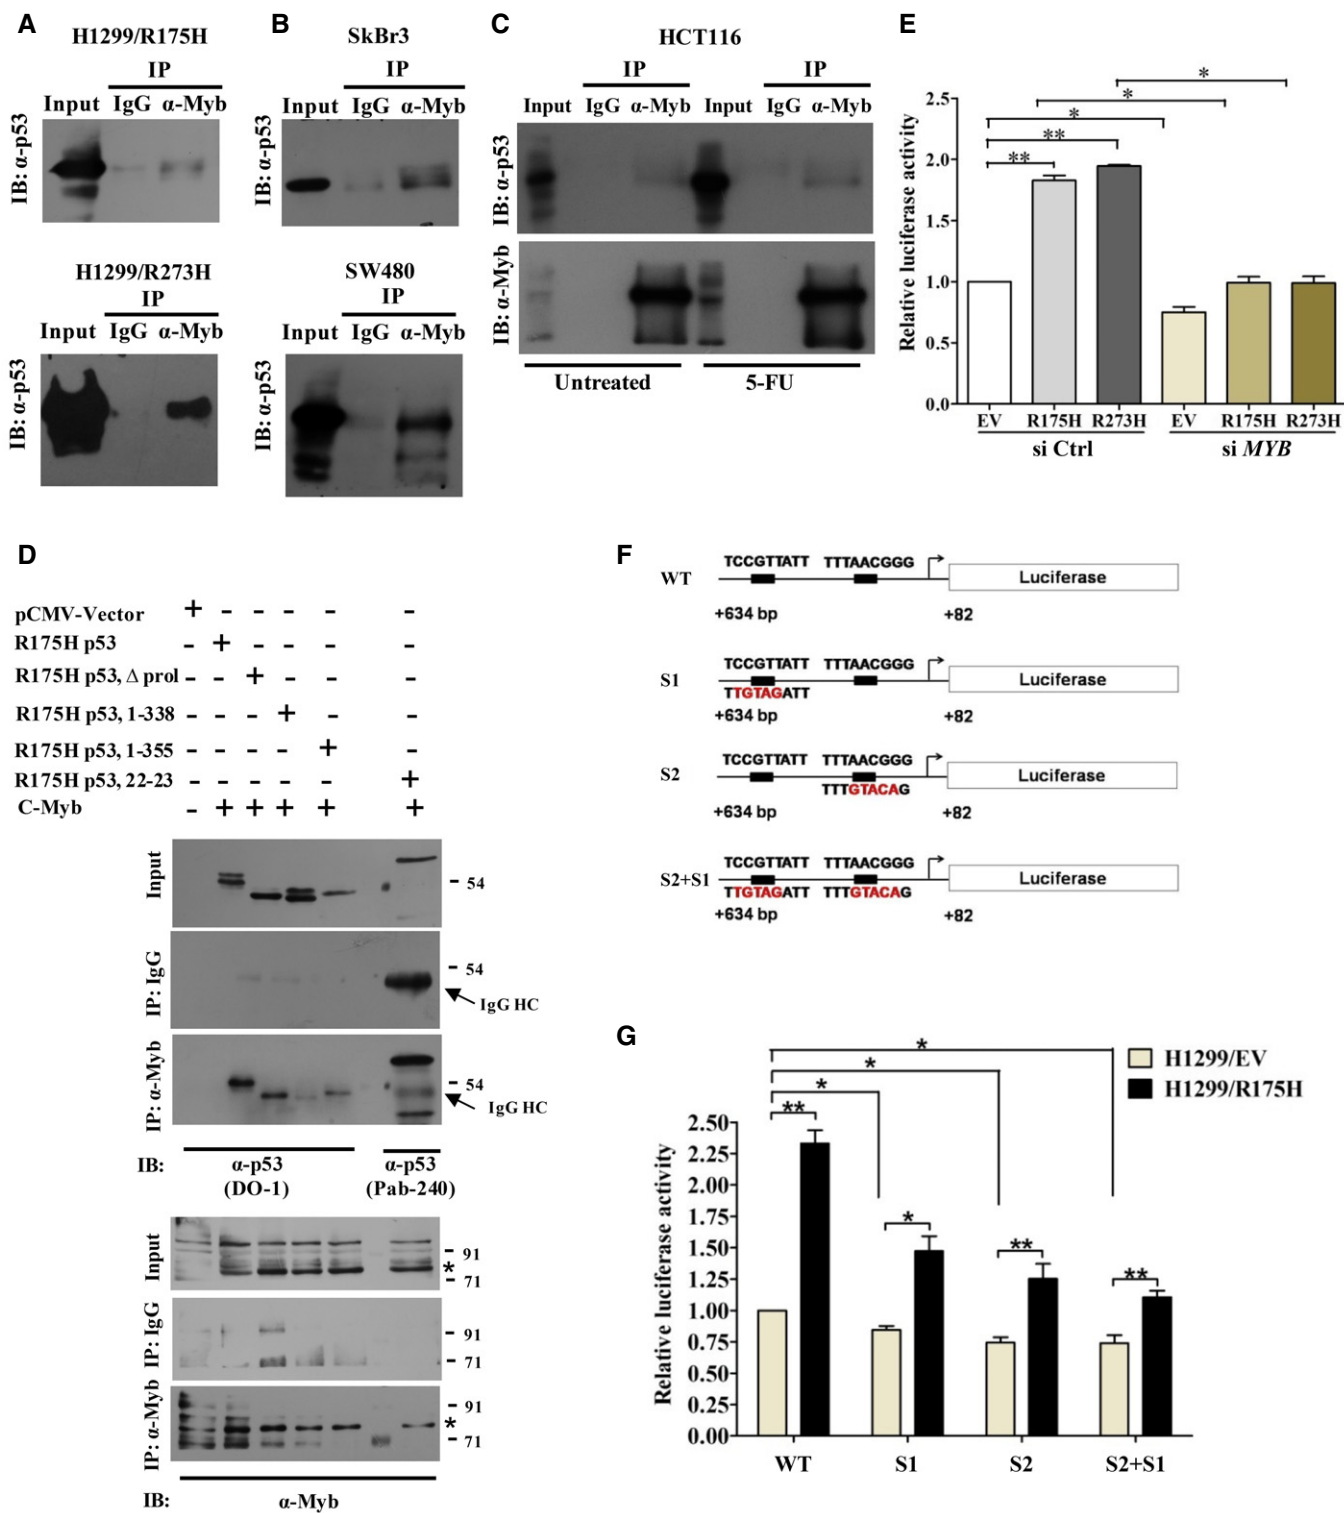 A
H1299/R175H
IP
Input IgG α-Myb
IB: α-p53
H1299/R273H
IP
Input IgG α-Myb
IB: α-p53
B
SkBr3
IP
Input IgG α-Myb
IB: α-p53
SW480
IP
Input IgG α-Myb
IB: α-p53
C
HCT116
IP IP
Input IgG α-Myb Input IgG α-Myb
IB: α-p53
IB: α-Myb
Untreated 5-FU
E
Relative luciferase activity
2.5
2.0
1.5
1.0
0.5
0.0
*
*
*
**
**
EV R175H R273H EV R175H R273H
si Ctrl si MYB
D
pCMV-Vector + - - - - -
R175H p53 - + - - - -
R175H p53, Δ prol - - + - - -
R175H p53, 1-338 - - - + - -
R175H p53, 1-355 - - - - + -
R175H p53, 22-23 - - - - - +
C-Myb - + + + + +
Input
- 54
IP: IgG
- 54
IgG HC
IP: α-Myb
- 54
IgG HC
IB: α-p53 α-p53
(DO-1) (Pab-240)
Input
- 91
*
- 71
IP: IgG
- 91
- 71
IP: α-Myb
- 91
*
- 71
IB: α-Myb
F
TCCGTTATT TTTAACGGG
WT Luciferase
+634 bp +82
TCCGTTATT TTTAACGGG
S1 Luciferase
TTGTAGATT
+634 bp +82
TCCGTTATT TTTAACGGG
S2 Luciferase
TTTGTACAG
+634 bp +82
TCCGTTATT TTTAACGGG
S2+S1 Luciferase
TTGTAGATT TTTGTACAG
+634 bp +82
G
H1299/EV
H1299/R175H
*
*
*
**
*
**
**
Relative luciferase activity
2.50
2.25
2.00
1.75
1.50
1.25
1.00
0.75
0.50
0.25
0.00
WT S1 S2 S2+S1